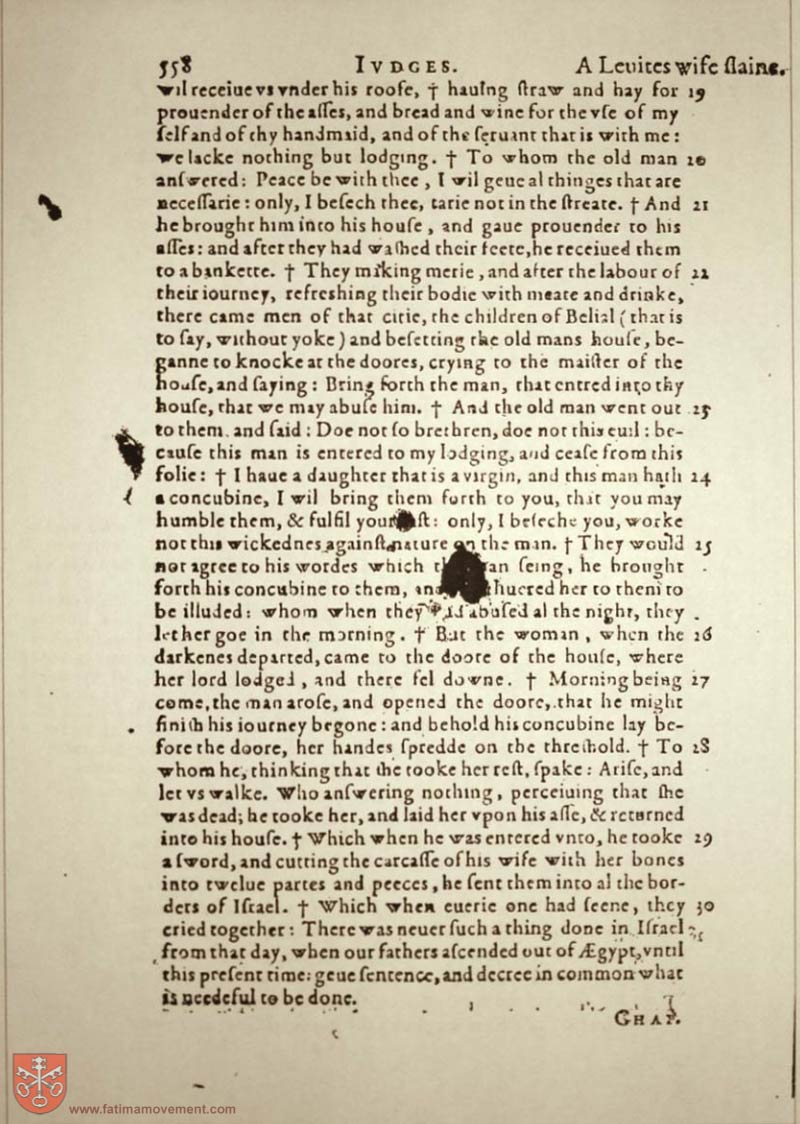 558 IVDGES. A Leuites wife ſlaine.
wil receiue vs vnder his roofe, † hauing ſtraw and hay for 19
prouender of the aſſes, and bread and wine for the vſe of my
ſelf and of thy handmaid, and of the ſeruant that is with me:
we lacke nothing but lodging. † To whom the old man 20
anſwered: Peace be with thee, I wil geue al thinges that are
neceſſarie: only, I beſech thee, tarie not in the ſtreate. † And 21
he brought him into his houſe, and gaue prouender to his
aſſes: and after they had waſhed their feete, he receiued them
to a bankette. † They making merie, and after the labour of 22
their iourney, refreshing their bodie with meate and drinke,
there came men of that citie, the children of Belial (that is
to ſay, without yoke) and beſetting the old mans houſe, be-
ganne to knocke at the doores, crying to the maiſter of the
houſe, and ſaying: Bring forth the man, that entred into thy
houſe, that we may abuſe him. † And the old man went out 23
to them, and ſaid: Doe not ſo brethren, doe not this euil: be-
cauſe this man is entered to my lodging, and ceaſe from this
folie: † I haue a daughter that is a virgin, and this man hath 24
a concubine, I wil bring them forth to you, that you may
humble them, & fulfil your ſt: only, I beſeche you, worke
not this wickednes againſt nature on the man. † They would 25
not agree to his wordes which an ſeing, he brought
forth his concubine to them, and liuered her to them to
be illuded: whom when they had abuſed al the night, they
let her goe in the morning. † But the woman, when the 26
darkenes departed, came to the doore of the houſe, where
her lord lodged, and there fel downe. † Morning being 27
come, the man aroſe, and opened the doore, that he might
finiſh his iourney begone: and behold his concubine lay be-
fore the doore, her handes ſpredde on the threſhold. † To 28
whom he, thinking that ſhe tooke her reſt, ſpake: Ariſe, and
let vs walke. Who anſwering nothing, perceiuing that ſhe
was dead; he tooke her, and laid her vpon his aſſe, & returned
into his houſe. † Which when he was entered vnto, he tooke 29
a ſword, and cutting the carcaſſe of his wife with her bones
into twelue partes and peeces, he ſent them into al the bor-
ders of Iſrael. † Which when euerie one had ſeene, they 30
cried together: There was neuer ſuch a thing done in Iſrael
from that day, when our fathers aſcended out of Ægypt, vntil
this preſent time: geue ſentence, and decree in common what
is needeful to be done.
CHAP.
www.fatimamovement.com